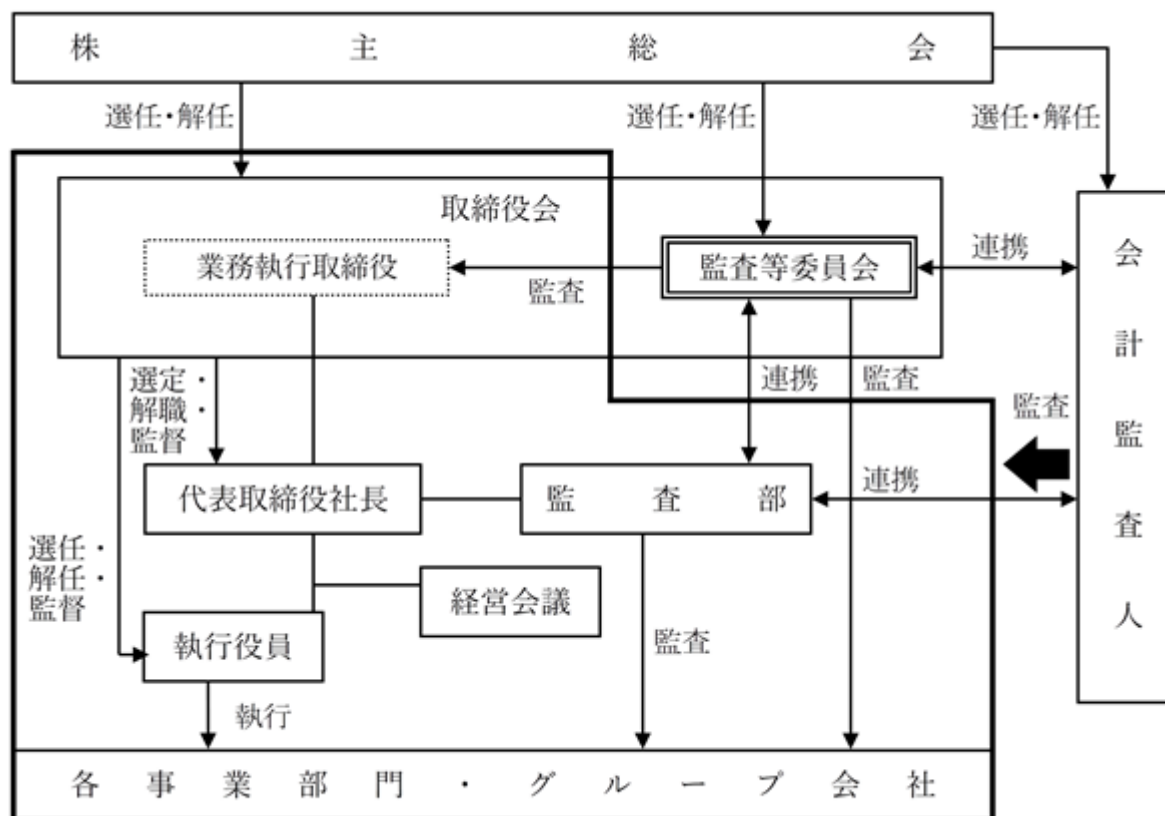 株主総会
選任・解任
選任・解任
選任・解任
取締役会
業務執行取締役
監査
監査等委員会
連携
会計監査人
選定・
解職・
監督
連携
監査
監査
代表取締役社長
監査部
連携
選任・
解任・
監督
経営会議
執行役員
監査
執行
各事業部門・グループ会社